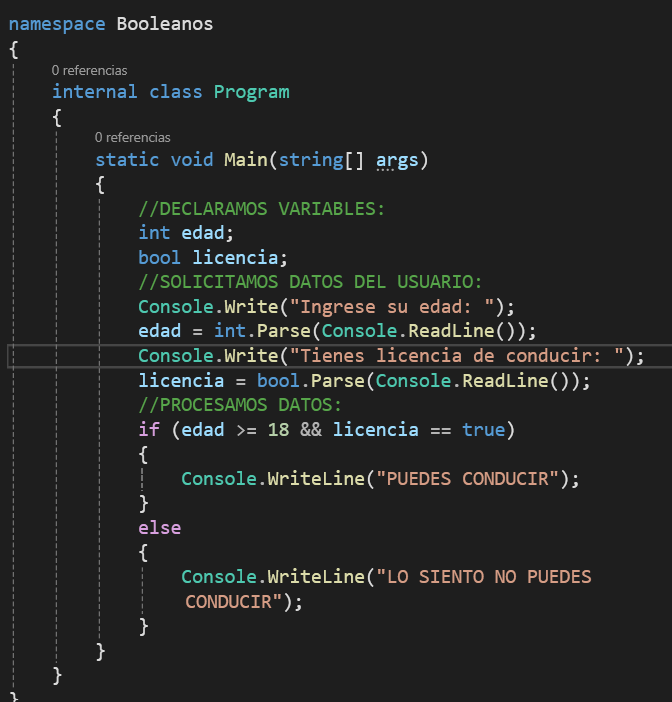 namespace Booleanos
{
0 referencias
internal class Program
{
0 referencias
static void Main(string[] args)
{
//DECLARAMOS VARIABLES:
int edad;
bool licencia;
//SOLICITAMOS DATOS DEL USUARIO:
Console.Write("Ingrese su edad: ");
edad = int.Parse(Console.ReadLine());
Console.Write("Tienes licencia de conducir: ");
licencia = bool.Parse(Console.ReadLine());
//PROCESAMOS DATOS:
if (edad >= 18 && licencia == true)
{
Console.WriteLine("PUEDES CONDUCIR");
}
else
{
Console.WriteLine("LO SIENTO NO PUEDES
CONDUCIR");
}
}
}
}